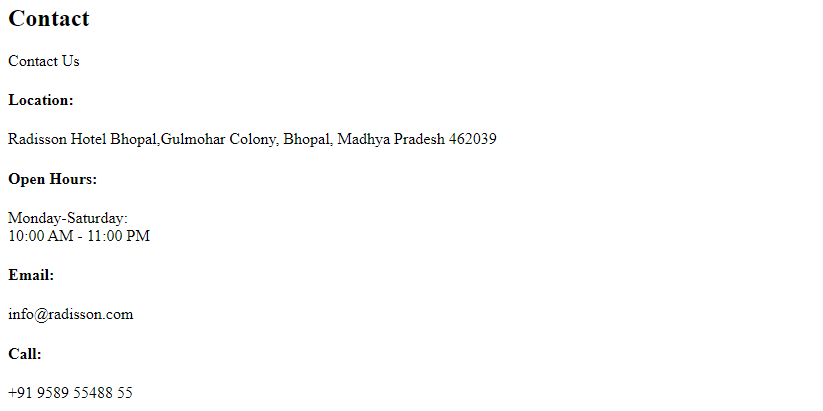 Contact
Contact Us
Location:
Radisson Hotel Bhopal,Gulmohar Colony, Bhopal, Madhya Pradesh 462039
Open Hours:
Monday-Saturday:
10:00 AM - 11:00 PM
Email:
info@radisson.com
Call:
+91 9589 55488 55